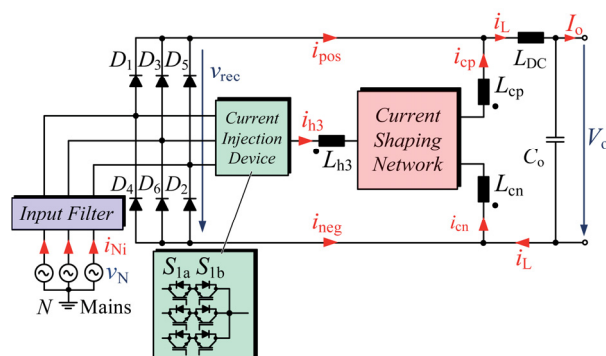 i_pos
i_L
I_o
D_1
D_3
D_5
L_DC
v_rec
i_cp
L_cp
Current
Injection
Device
i_h3
L_h3
Current
Shaping
Network
C_o
V_o
D_4
D_6
D_2
L_cn
Input Filter
i_neg
i_cn
i_L
i_Ni
v_N
N
Mains
S_1a
S_1b